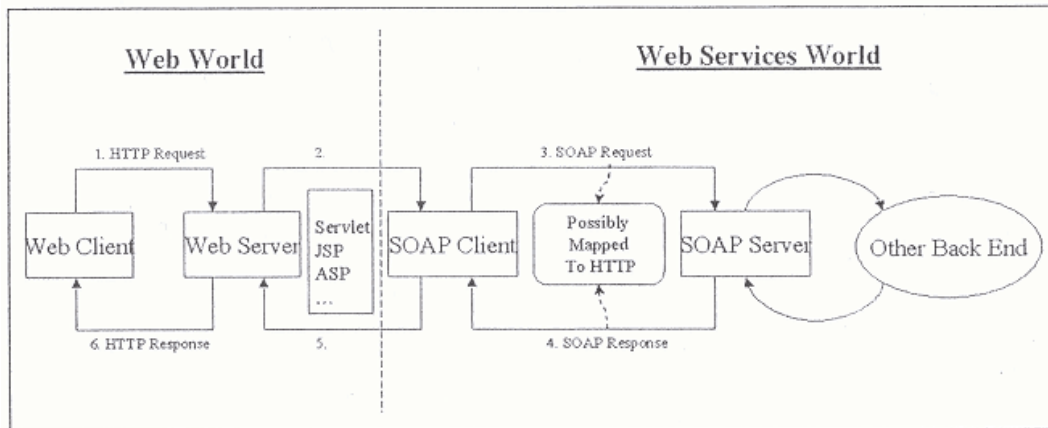 Web World
Web Services World
1. HTTP Request
2.
3. SOAP Request
Web Client
Web Server
Servlet
JSP
ASP
...
SOAP Client
Possibly
Mapped
To HTTP
SOAP Server
Other Back End
6. HTTP Response
5.
4. SOAP Response